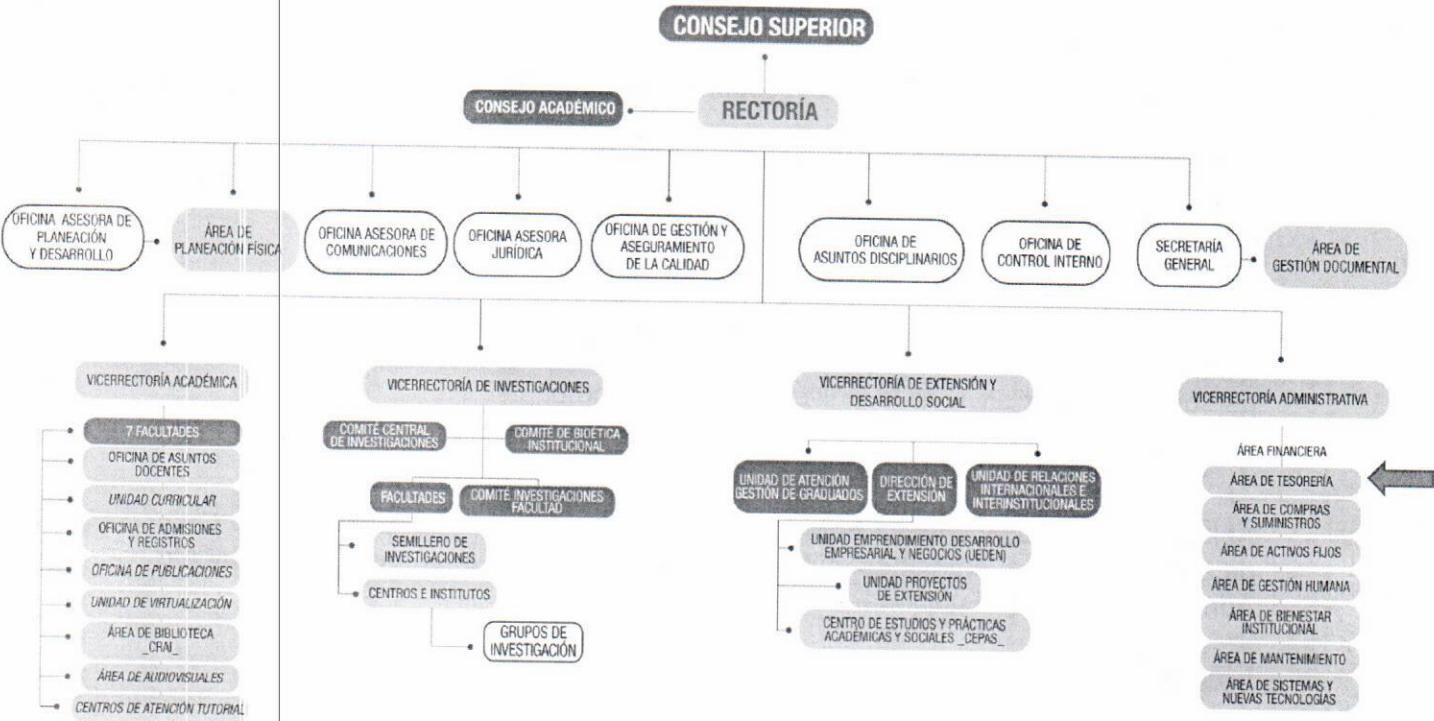 CONSEJO SUPERIOR
CONSEJO ACADÉMICO
RECTORÍA
OFICINA ASESORA DE
PLANEACIÓN
Y DESARROLLO
ÁREA DE
PLANEACIÓN FÍSICA
OFICINA ASESORA DE
COMUNICACIONES
OFICINA ASESORA
JURÍDICA
OFICINA DE GESTIÓN Y
ASEGURAMIENTO
DE LA CALIDAD
OFICINA DE
ASUNTOS DISCIPLINARIOS
OFICINA DE
CONTROL INTERNO
SECRETARÍA
GENERAL
ÁREA DE
GESTIÓN DOCUMENTAL
VICERRECTORÍA ACADÉMICA
7 FACULTADES
OFICINA DE ASUNTOS
DOCENTES
UNIDAD CURRICULAR
OFICINA DE ADMISIONES
Y REGISTROS
OFICINA DE PUBLICACIONES
UNIDAD DE VIRTUALIZACIÓN
ÁREA DE BIBLIOTECA
_CRAI_
ÁREA DE AUDIOVISUALES
CENTROS DE ATENCIÓN TUTORIAL
VICERRECTORÍA DE INVESTIGACIONES
COMITÉ CENTRAL
DE INVESTIGACIONES
COMITÉ DE BIOÉTICA
INSTITUCIONAL
FACULTADES
COMITÉ INVESTIGACIONES
FACULTAD
SEMILLERO DE
INVESTIGACIONES
CENTROS E INSTITUTOS
GRUPOS DE
INVESTIGACIÓN
VICERRECTORÍA DE EXTENSIÓN Y
DESARROLLO SOCIAL
UNIDAD DE ATENCIÓN
GESTIÓN DE GRADUADOS
DIRECCIÓN DE
EXTENSIÓN
UNIDAD DE RELACIONES
INTERNACIONALES E
INTERINSTITUCIONALES
UNIDAD EMPRENDIMIENTO DESARROLLO
EMPRESARIAL Y NEGOCIOS (UEDEN)
UNIDAD PROYECTOS
DE EXTENSIÓN
CENTRO DE ESTUDIOS Y PRÁCTICAS
ACADÉMICAS Y SOCIALES _CEPAS_
VICERRECTORÍA ADMINISTRATIVA
ÁREA FINANCIERA
ÁREA DE TESORERÍA
ÁREA DE COMPRAS
Y SUMINISTROS
ÁREA DE ACTIVOS FIJOS
ÁREA DE GESTIÓN HUMANA
ÁREA DE BIENESTAR
INSTITUCIONAL
ÁREA DE MANTENIMIENTO
ÁREA DE SISTEMAS Y
NUEVAS TECNOLOGÍAS